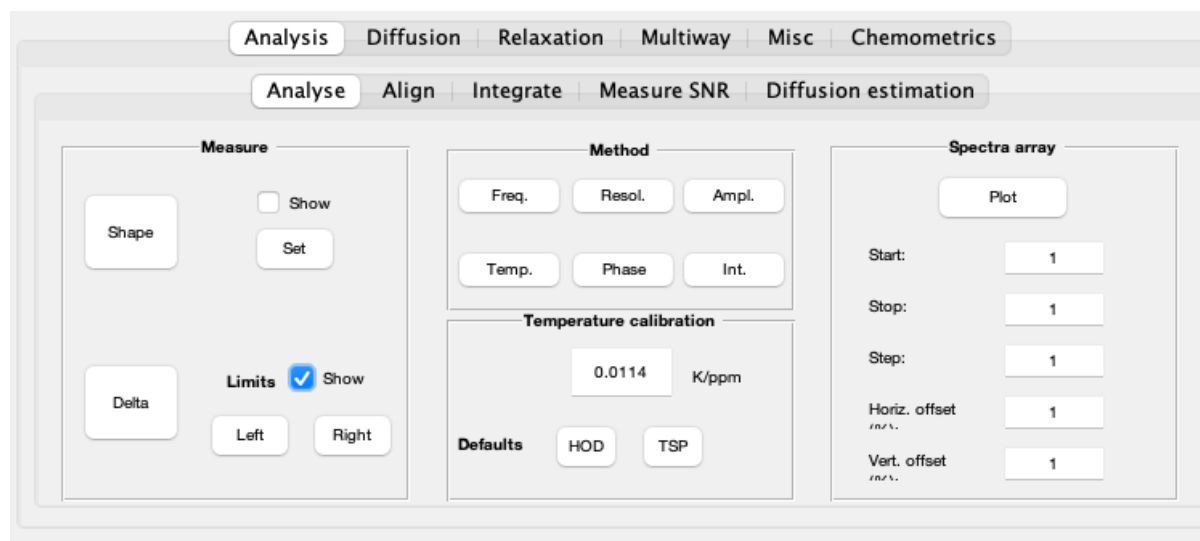 Analysis Diffusion Relaxation Multiway Misc Chemometrics
Analyse Align Integrate Measure SNR Diffusion estimation
Measure
Shape
Show
Set
Delta
Limits
Show
Left Right
Method
Freq. Resol. Ampl.
Temp. Phase Int.
Temperature calibration
0.0114 K/ppm
Defaults HOD TSP
Spectra array
Plot
Start: 1
Stop: 1
Step: 1
Horiz. offset 1
Vert. offset 1